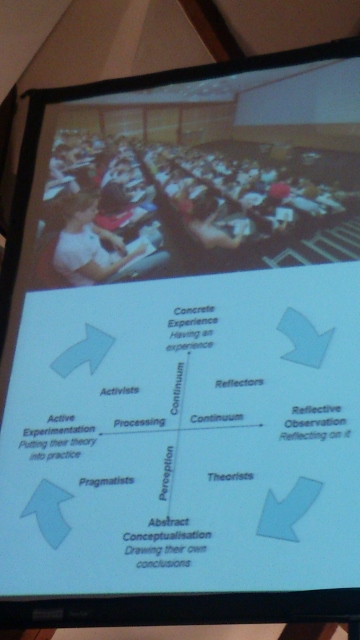 Concrete
Experience
Having an
experience
Activists
Reflectors
Continuum
Active
Experimentation
Putting their theory
into practice
Processing
Continuum
Reflective
Observation
Reflecting on it
Perception
Pragmatists
Theorists
Abstract
Conceptualisation
Drawing their own
conclusions